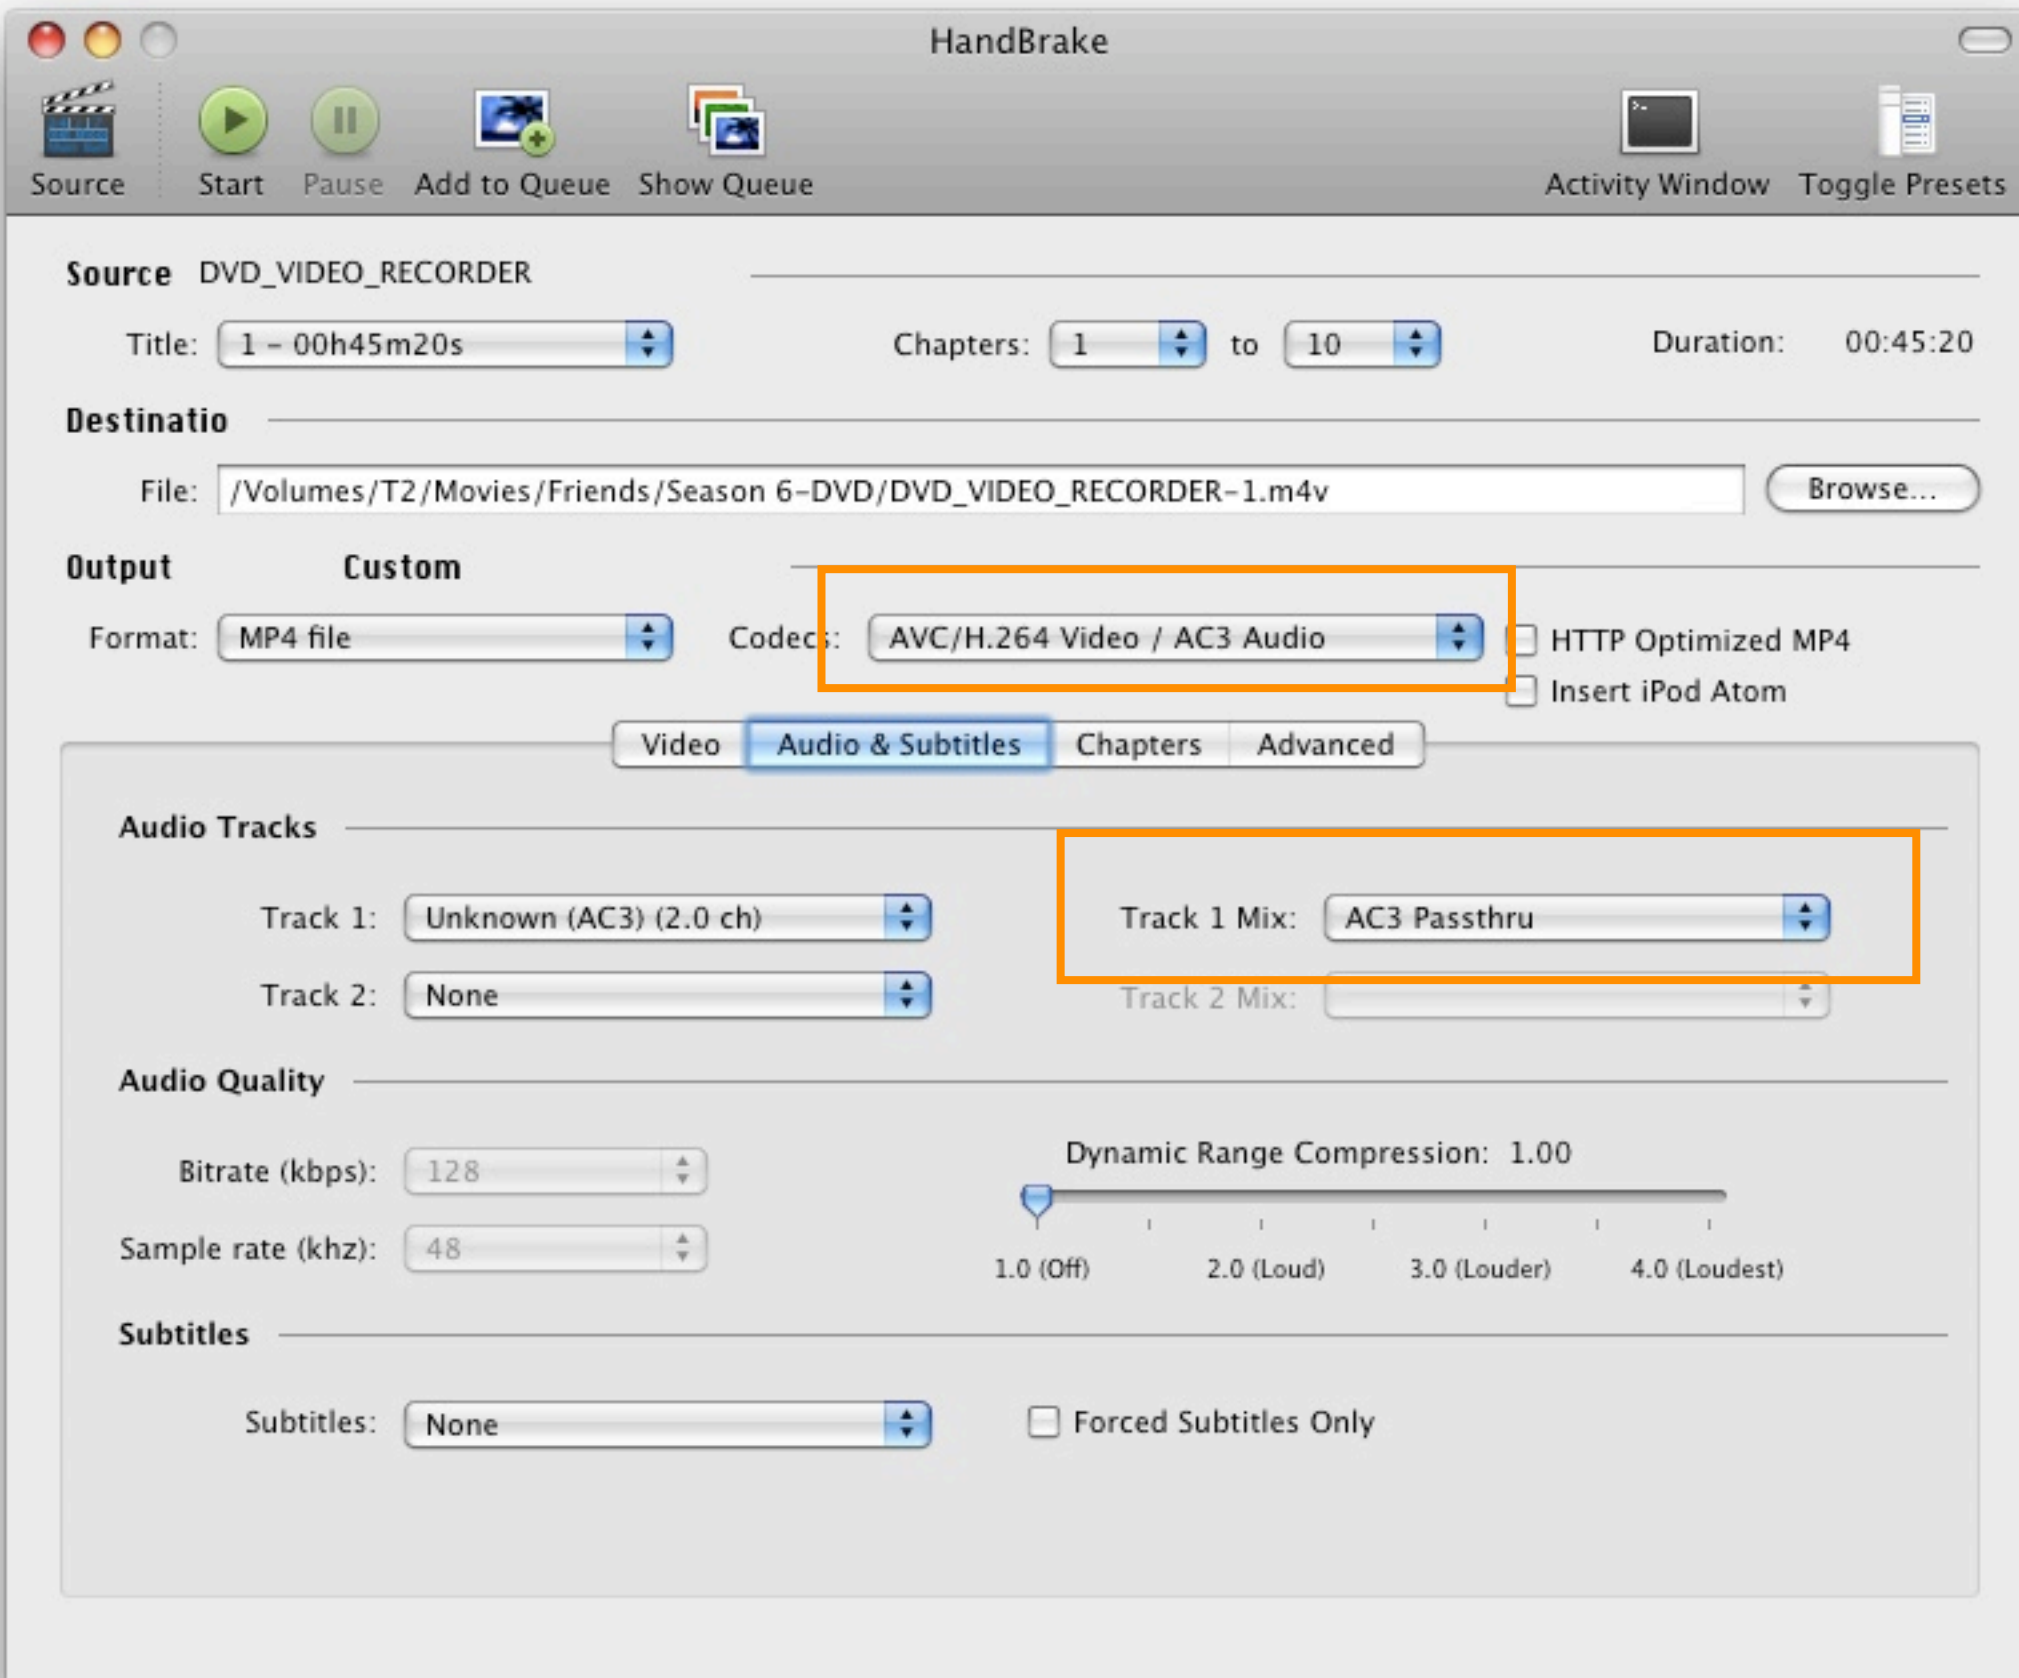 HandBrake
Source Start Pause Add to Queue Show Queue Activity Window Toggle Presets
Source DVD_VIDEO_RECORDER
Title: 1 - 00h45m20s Chapters: 1 to 10 Duration: 00:45:20
Destinatio
File: /Volumes/T2/Movies/Friends/Season 6-DVD/DVD_VIDEO_RECORDER-1.m4v Browse...
Output Custom
Format: MP4 file Codecs: AVC/H.264 Video / AC3 Audio HTTP Optimized MP4
Insert iPod Atom
Video Audio & Subtitles Chapters Advanced
Audio Tracks
Track 1: Unknown (AC3) (2.0 ch) Track 1 Mix: AC3 Passthru
Track 2: None Track 2 Mix:
Audio Quality
Dynamic Range Compression: 1.00
Bitrate (kbps): 128
Sample rate (khz): 48
1.0 (Off) 2.0 (Loud) 3.0 (Louder) 4.0 (Loudest)
Subtitles
Subtitles: None Forced Subtitles Only